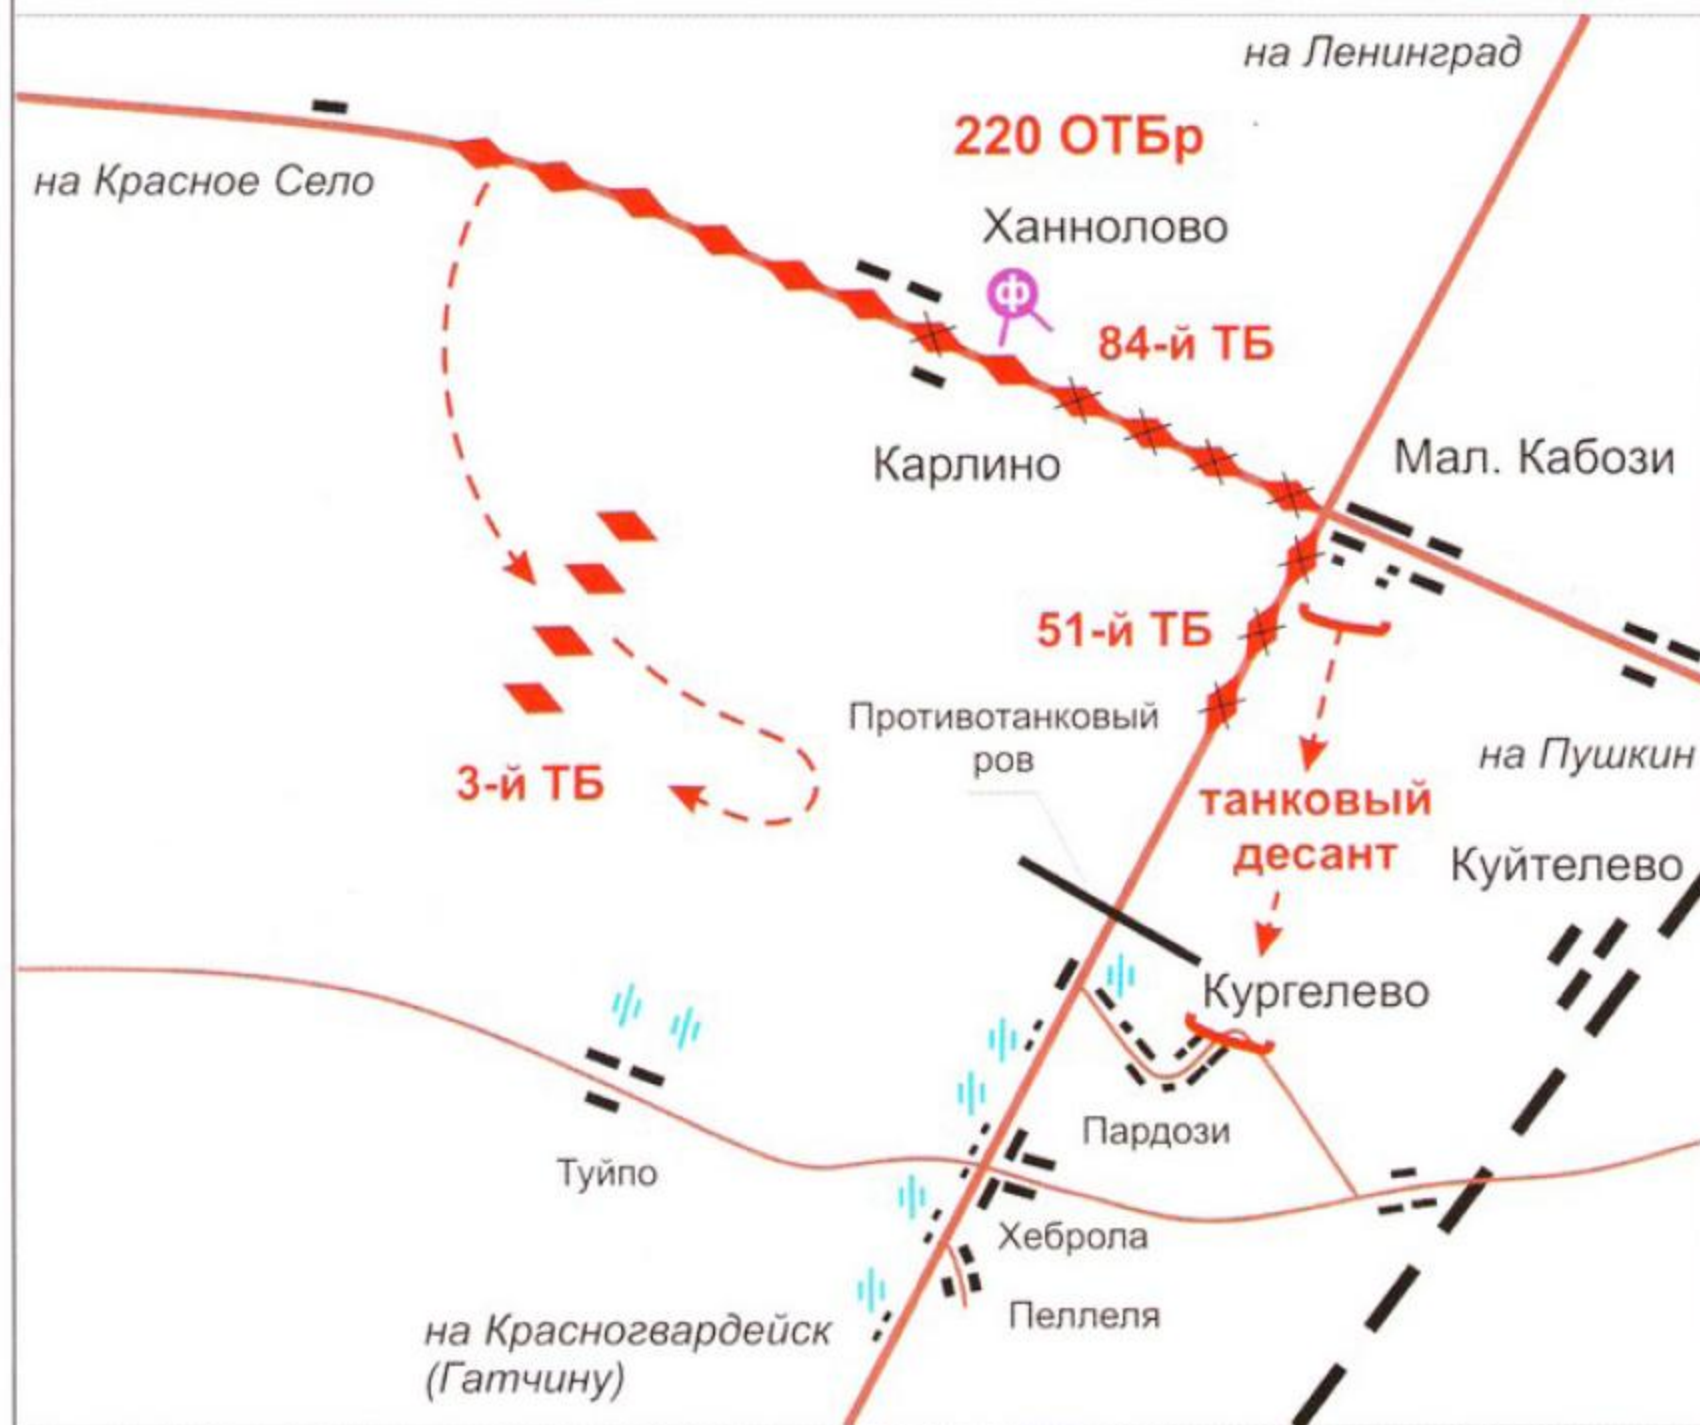 на Ленинград
220 ОТБр
на Красное Село
Ханнолово
ф
84-й ТБ
Мал. Кабози
Карлино
51-й ТБ
Противотанковый
ров
на Пушкин
3-й ТБ
танковый
десант
Куйтелево
Кургелево
Пардози
Туйпо
Хеброла
Пеллеля
на Красногвардейск
(Гатчину)